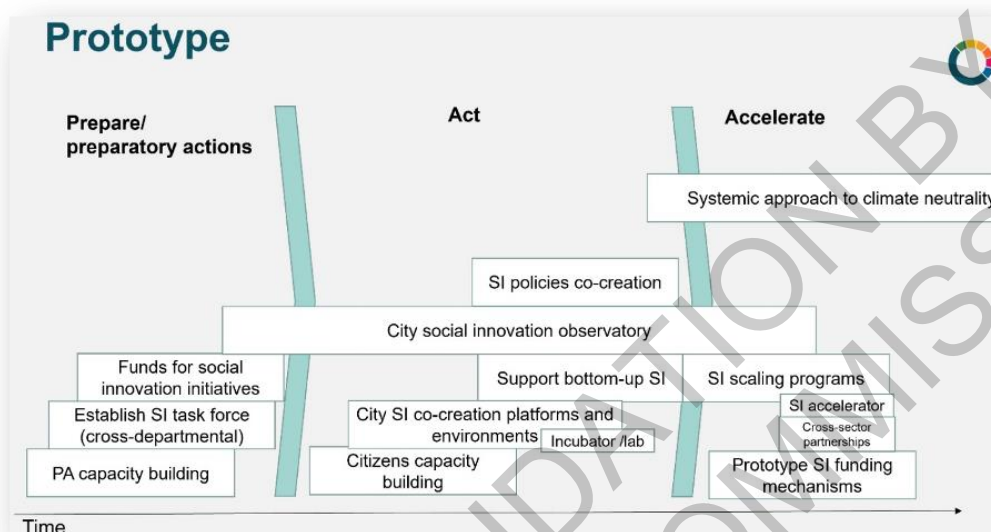 Prototype
Prepare/
preparatory actions
Act
Accelerate
Systemic approach to climate neutrality
SI policies co-creation
City social innovation observatory
Funds for social
innovation initiatives
Support bottom-up SI
SI scaling programs
Establish SI task force
(cross-departmental)
City SI co-creation platforms and
environments
Incubator /lab
SI accelerator
Cross-sector
partnerships
PA capacity building
Citizens capacity
building
Prototype SI funding
mechanisms
Time